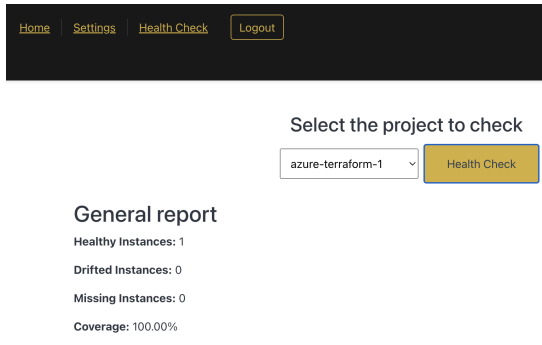 Home Settings Health Check Logout
Select the project to check
azure-terraform-1 Health Check
General report
Healthy Instances: 1
Drifted Instances: 0
Missing Instances: 0
Coverage: 100.00%